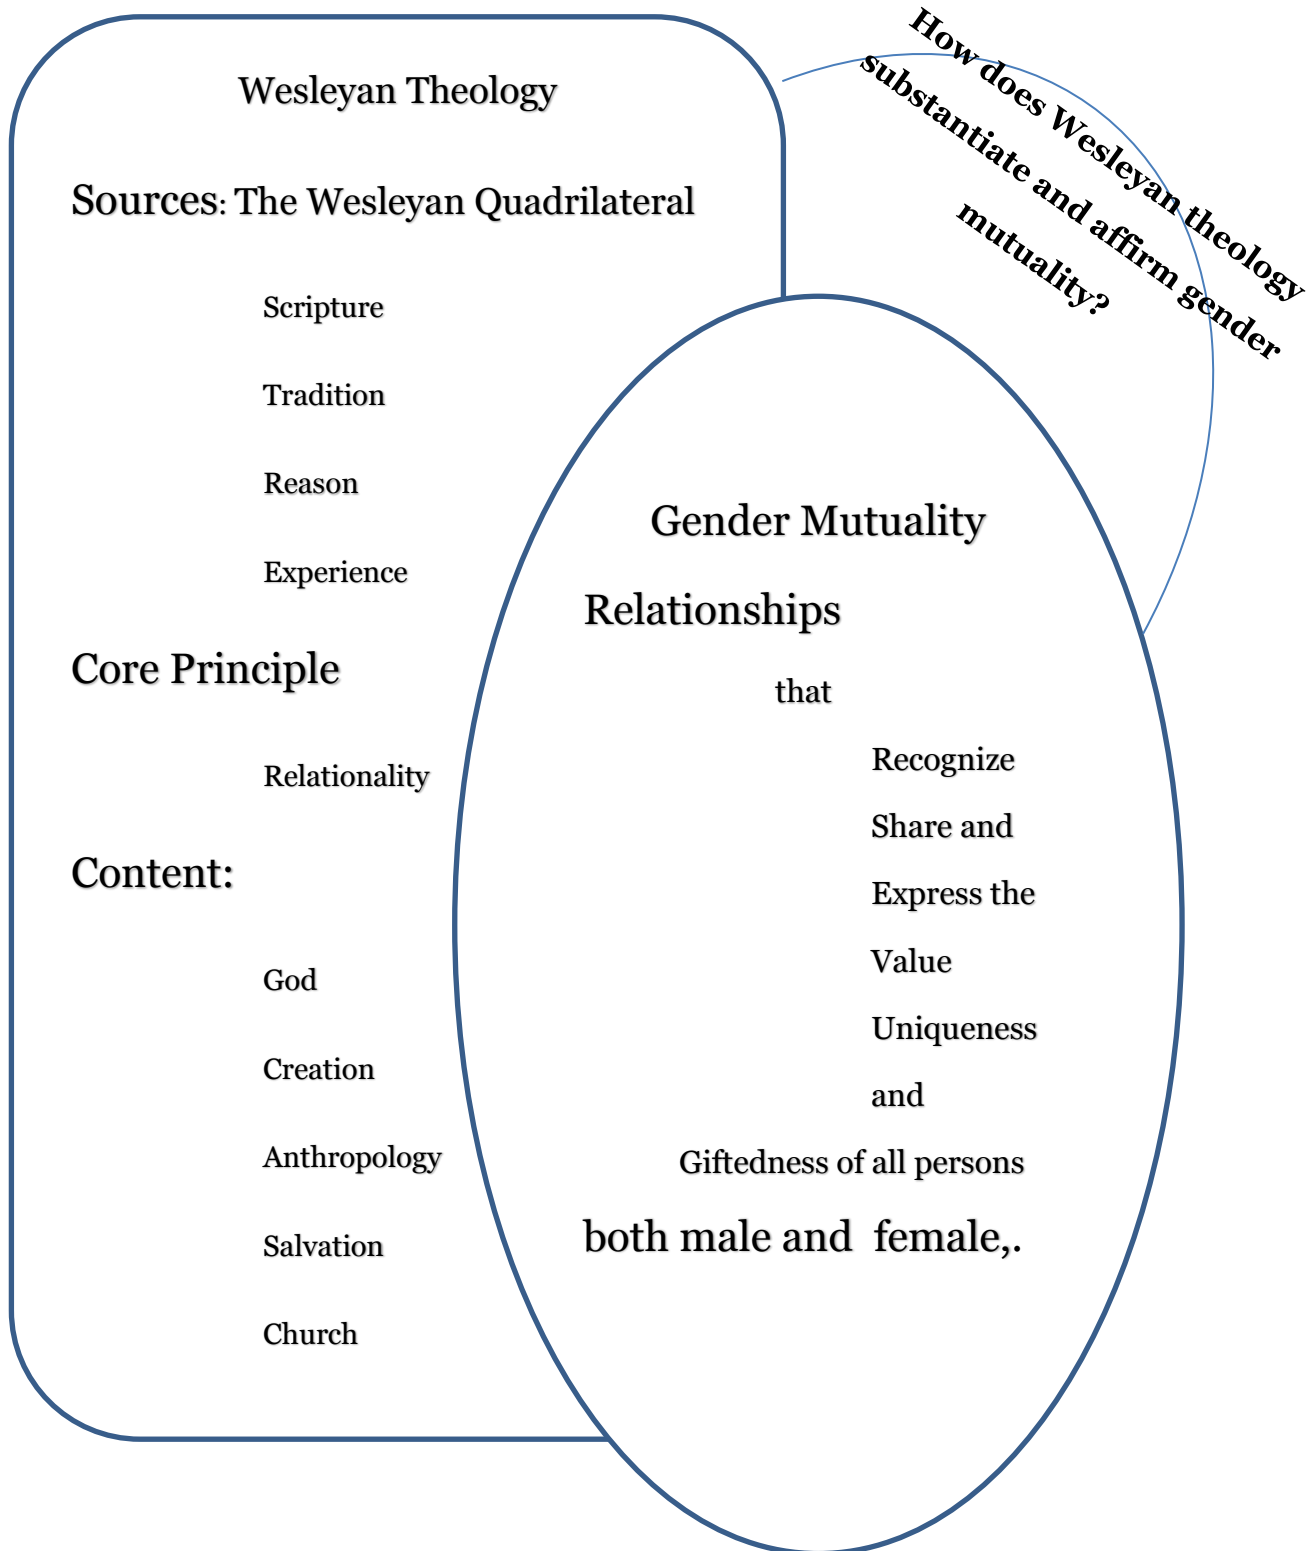 Wesleyan Theology
Sources: The Wesleyan Quadrilateral
Scripture
Tradition
Reason
Experience
Core Principle
Relationality
Content:
God
Creation
Anthropology
Salvation
Church
How does Wesleyan theology
substantiate and affirm gender
mutuality?
Gender Mutuality
Relationships
that
Recognize
Share and
Express the
Value
Uniqueness
and
Giftedness of all persons
both male and  female,.